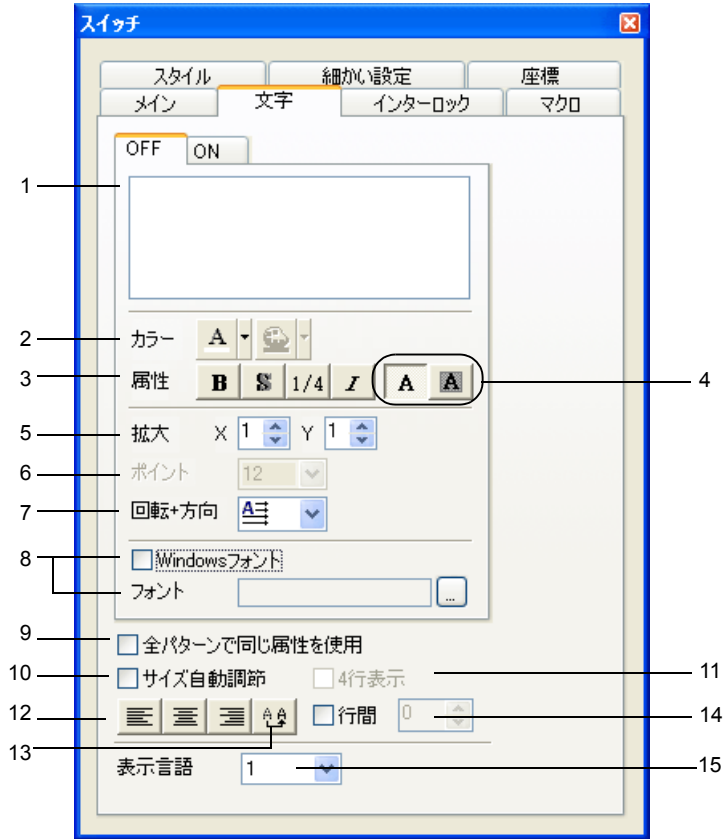 スイッチ
スタイル 細かい設定 座標
メイン 文字 インターロック マクロ
OFF ON
1
2 カラー A
3 属性 B S 1/4 I A A 4
5 拡大 X 1 Y 1
6 ポイント 12
7 回転+方向 A
8 Windowsフォント
フォント ...
9 全パターンで同じ属性を使用
10 サイズ自動調節 4行表示 11
12 A A 行間 0 14
13
表示言語 1 15